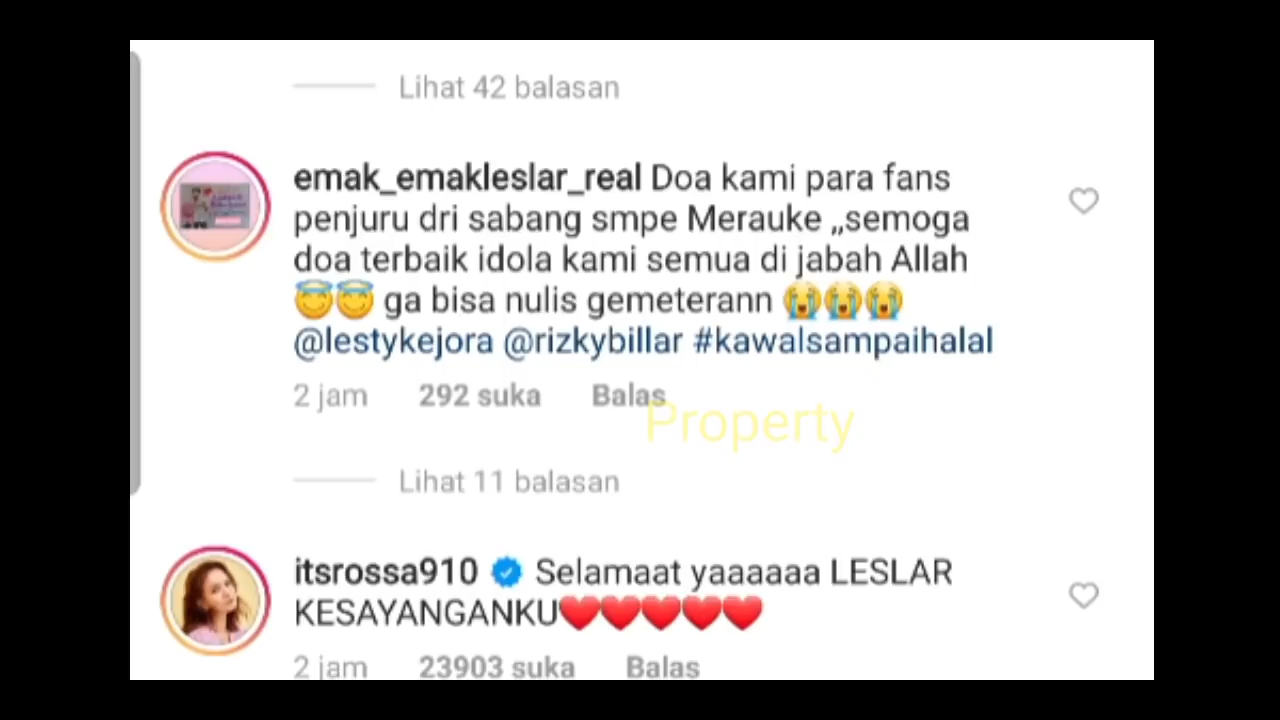 Lihat 42 balasan
emak_emakleslar_real Doa kami para fans
penjuru dri sabang smpe Merauke ,,semoga
doa terbaik idola kami semua di jabah Allah
😇😇 ga bisa nulis gemeterann 😭😭😭
@lestykejora @rizkybillar #kawalsampaihalal
2 jam 292 suka Balas
Property
Lihat 11 balasan
itsrossa910 Selamaat yaaaaaa LESLAR
KESAYANGANKU❤️❤️❤️❤️❤️
2 jam 23903 suka Balas